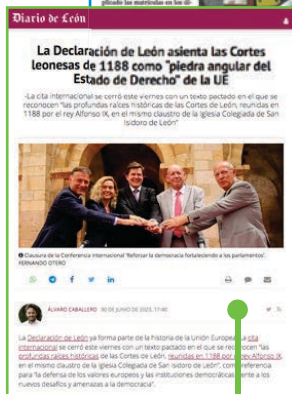 plicado las matrículas en los úl-
Diario de León
La Declaración de León asienta las Cortes
leonesas de 1188 como "piedra angular del
Estado de Derecho" de la UE
-La cita internacional se cerró este viernes con un texto pactado en el que se
reconocen "las profundas raíces históricas de las Cortes de León, reunidas en
1188 por el rey Alfonso IX, en el mismo claustro de la Iglesia Colegiada de San
Isidoro de León"
Clausura de la Conferencia internacional 'Reforzar la democracia fortaleciendo a los parlamentos'.
FERNANDO OTERO
ÁLVARO CABALLERO 30 DE JUNIO DE 2023, 17:40
La Declaración de León ya forma parte de la historia de la Unión Europea. La cita
internacional se cerró este viernes con un texto pactado en el que se reconocen "las
profundas raíces históricas de las Cortes de León, reunidas en 1188 por el rey Alfonso IX,
en el mismo claustro de la Iglesia Colegiada de San Isidoro de León", como referencia
para "la defensa de los valores europeos y las instituciones democráticas frente a los
nuevos desafíos y amenazas a la democracia".